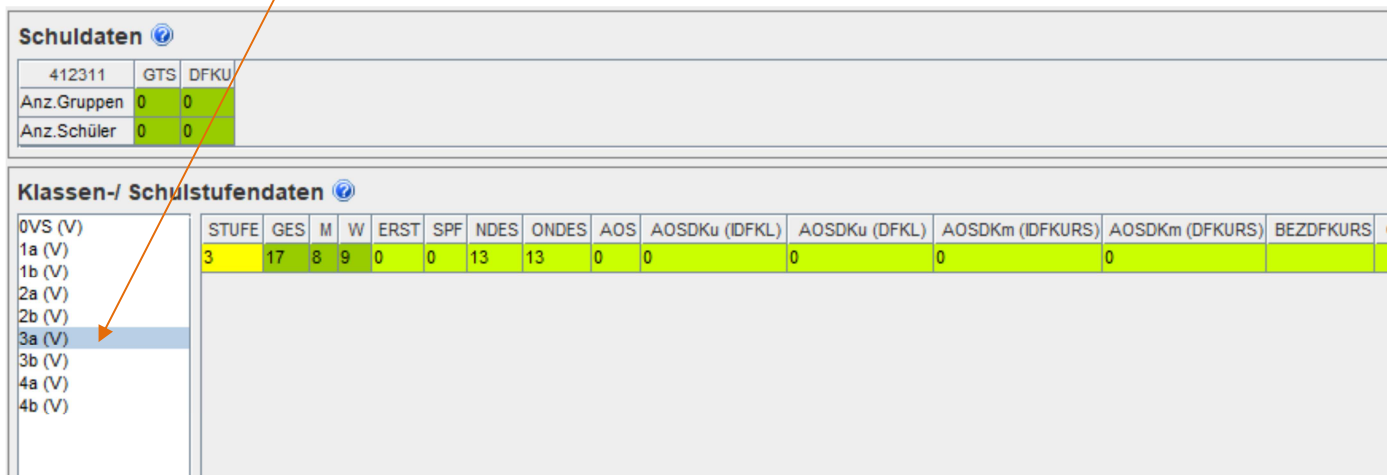 Schuldaten
412311 GTS DFKU
Anz.Gruppen 0 0
Anz.Schüler 0 0
Klassen-/ Schulstufendaten
0VS (V)
1a (V)
1b (V)
2a (V)
2b (V)
3a (V)
3b (V)
4a (V)
4b (V)
STUFE GES M W ERST SPF NDES ONDES AOS AOSDKu (IDFKL) AOSDKu (DFKL) AOSDKm (IDFKURS) AOSDKm (DFKURS) BEZDFKURS
3 17 8 9 0 0 13 13 0 0 0 0 0